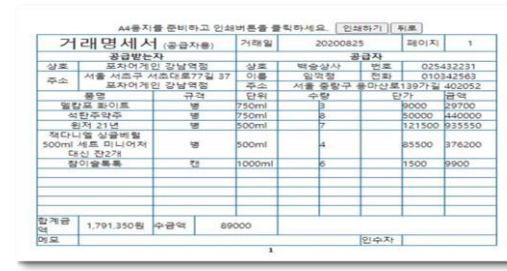 A4용지를 준비하고 인쇄버튼을 클릭하세요. 인쇄하기 뒤로
거래명세서 (공급자용) 거래일 20200825 페이지 1
공급받는자 공급자
상호 포차어게인 강남역점 상호 백승상사 번호 025432231
주소 서울 서초구 서초대로77길 37 포차어게인 강남역점 이름 임꺽정 전화 010342563
주소 서울 중랑구 용마산로139가길 402052
품명 규격 단위 수량 단가 금액
멜캄포 화이트 병 750ml 3 9000 29700
석탄주약주 병 750ml 8 50000 440000
윈저 21년 병 500ml 7 121500 935550
잭다니엘 싱글베럴
500ml 세트 미니어처 병 500ml 4 85500 376200
대신 잔2개
참이슬톡톡 캔 1000ml 6 1500 9900
합계금액 1,791,350원 수금액 89000
메모 인수자
1